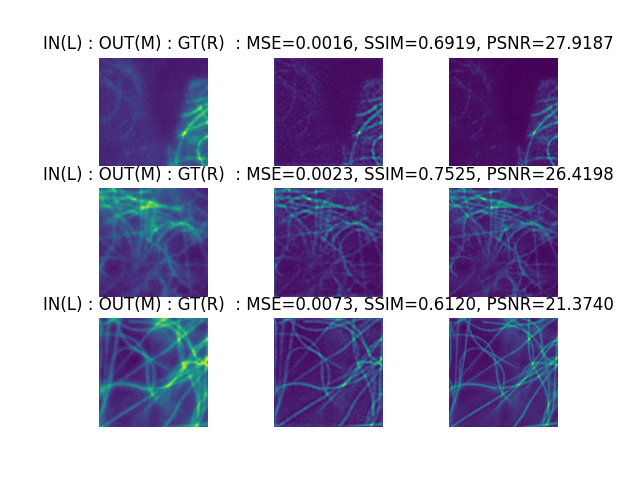 IN(L) : OUT(M) : GT(R)  : MSE=0.0016, SSIM=0.6919, PSNR=27.9187
IN(L) : OUT(M) : GT(R)  : MSE=0.0023, SSIM=0.7525, PSNR=26.4198
IN(L) : OUT(M) : GT(R)  : MSE=0.0073, SSIM=0.6120, PSNR=21.3740